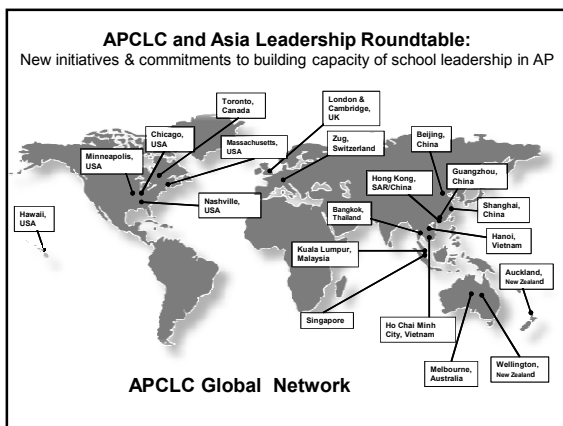 APCLC and Asia Leadership Roundtable:
New initiatives & commitments to building capacity of school leadership in AP
Toronto,
Canada
London &
Cambridge,
UK
Chicago,
USA
Massachusetts,
USA
Zug,
Switzerland
Beijing,
China
Minneapolis,
USA
Hong Kong,
SAR/China
Guangzhou,
China
Nashville,
USA
Shanghai,
China
Hawaii,
USA
Bangkok,
Thailand
Hanoi,
Vietnam
Kuala Lumpur,
Malaysia
Auckland,
New Zealand
Singapore
Ho Chai Minh
City, Vietnam
Melbourne,
Australia
Wellington,
New Zealand
APCLC Global Network